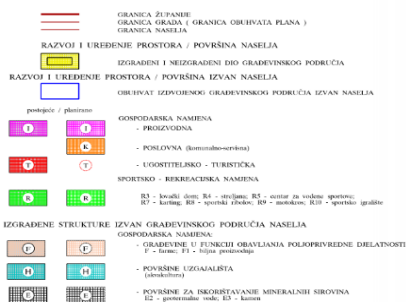 GRANICA ŽUPANIJE
GRANICA GRADA ( GRANICA OBUHVATA PLANA )
GRANICA NASELJA
RAZVOJ I UREĐENJE PROSTORA / POVRŠINA NASELJA
IZGRAĐENI I NEIZGRAĐENI DIO GRAĐEVINSKOG PODRUČJA
RAZVOJ I UREĐENJE PROSTORA / POVRŠINA IZVAN NASELJA
OBUHVAT IZDVOJENOG GRAĐEVINSKOG PODRUČJA IZVAN NASELJA
postojeće / planirano
GOSPODARSKA NAMJENA
I I - PROIZVODNA
K - POSLOVNA (komunalno-servisna)
T T - UGOSTITELJSKO - TURISTIČKA
SPORTSKO - REKREACIJSKA NAMJENA
R R R3 - lovački dom; R4 - streljana; R5 - centar za vodene sportove;
R7 - karting; R8 - sportski ribolov; R9 - motokros; R10 - sportsko igralište
IZGRAĐENE STRUKTURE IZVAN GRAĐEVINSKOG PODRUČJA NASELJA
GOSPODARSKA NAMJENA:
F F - GRAĐEVINE U FUNKCIJI OBAVLJANJA POLJOPRIVREDNE DJELATNOSTI
F - farme; F1 - biljna proizvodnja
H H - POVRŠINE UZGAJALIŠTA
(akvakultura)
E E - POVRŠINE ZA ISKORIŠTAVANJE MINERALNIH SIROVINA
E2 - geotermalne vode; E3 - kamen